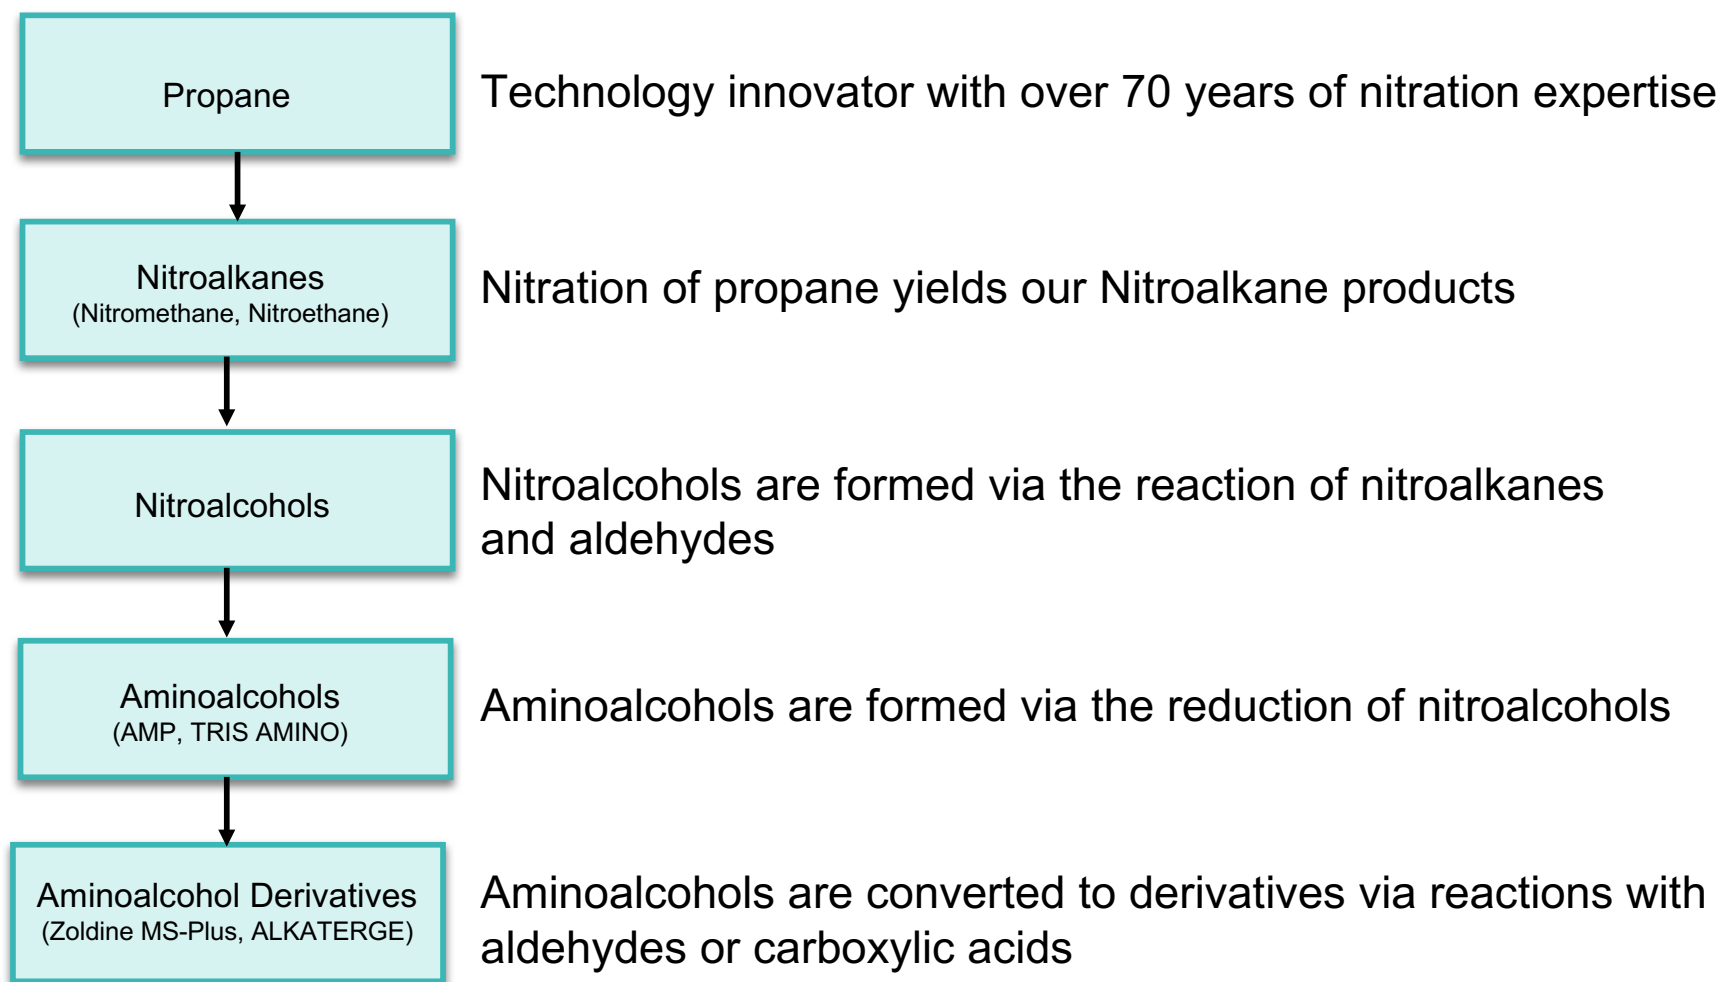 Propane
Technology innovator with over 70 years of nitration expertise
Nitroalkanes
(Nitromethane, Nitroethane)
Nitration of propane yields our Nitroalkane products
Nitroalcohols
Nitroalcohols are formed via the reaction of nitroalkanes
and aldehydes
Aminoalcohols
(AMP, TRIS AMINO)
Aminoalcohols are formed via the reduction of nitroalcohols
Aminoalcohol Derivatives
(Zoldine MS-Plus, ALKATERGE)
Aminoalcohols are converted to derivatives via reactions with
aldehydes or carboxylic acids